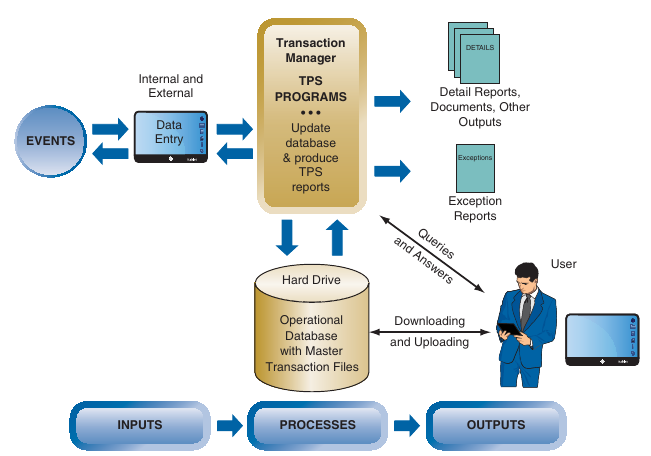 Transaction
Manager
TPS
PROGRAMS
•••
Update
database
& produce
TPS
reports
Internal and
External
EVENTS
Data
Entry
DETAILS
Detail Reports,
Documents, Other
Outputs
Exceptions
Exception
Reports
Queries
and Answers
User
Hard Drive
Operational
Database
with Master
Transaction Files
Downloading
and Uploading
INPUTS
PROCESSES
OUTPUTS